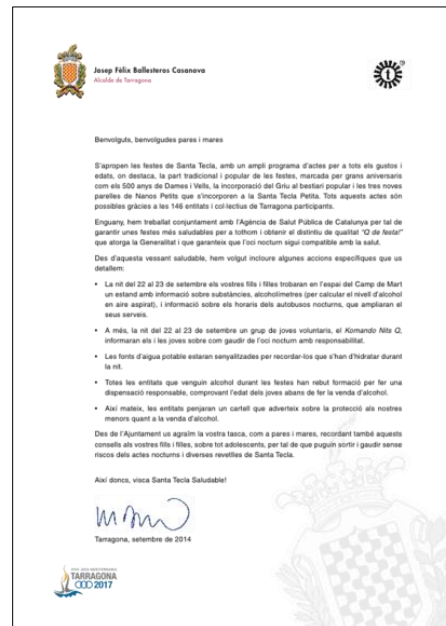 Josep Fèlix Ballesteros Casanova
Alcalde de Tarragona
Benvolguts, benvolgudes pares i mares
S'apropen les festes de Santa Tecla, amb un ampli programa d'actes per a tots els gustos i
edats, on destaca, la part tradicional i popular de les festes, marcada per grans aniversaris
com els 500 anys de Dames i Vells, la incorporació del Griu al bestiari popular i les tres noves
parelles de Nanos Petits que s'incorporen a la Santa Tecla Petita. Tots aquests actes són
possibles gràcies a les 146 entitats i col·lectius de Tarragona participants.
Enguany, hem treballat conjuntament amb l'Agència de Salut Pública de Catalunya per tal de
garantir unes festes més saludables per a tothom i obtenir el distintiu de qualitat "Q de festa!"
que atorga la Generalitat i que garanteix que l'oci nocturn sigui compatible amb la salut.
Des d'aquesta vessant saludable, hem volgut incloure algunes accions específiques que us
detallem:
• La nit del 22 al 23 de setembre els vostres fills i filles trobaran en l'espai del Camp de Mart
un estand amb informació sobre substàncies, alcoholímetres (per calcular el nivell d'alcohol
en aire aspirat), i informació sobre els horaris dels autobusos nocturns, que ampliaran el
seus serveis.
• A més, la nit del 22 al 23 de setembre un grup de joves voluntaris, el Komando Nits Q,
informaran els i les joves sobre com gaudir de l'oci nocturn amb responsabilitat.
• Les fonts d'aigua potable estaran senyalitzades per recordar-los que s'han d'hidratar durant
la nit.
• Totes les entitats que venguin alcohol durant les festes han rebut formació per fer una
dispensació responsable, comprovant l'edat dels joves abans de fer la venda d'alcohol.
• Així mateix, les entitats penjaran un cartell que adverteix sobre la protecció als nostres
menors quant a la venda d'alcohol.
Des de l'Ajuntament us agraïm la vostra tasca, com a pares i mares, recordant també aquests
consells als vostres fills i filles, sobre tot adolescents, per tal de que puguin sortir i gaudir sense
riscos dels actes nocturns i diverses revetlles de Santa Tecla.
Així doncs, visca Santa Tecla Saludable!
Tarragona, setembre de 2014
TARRAGONA
2017